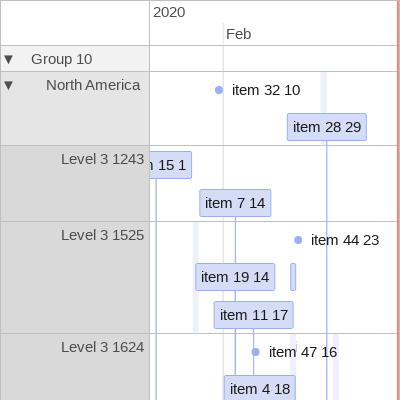 2020
Feb
▼ Group 10
▼ North America
item 32 10
item 28 29
Level 3 1243
15 1
item 7 14
Level 3 1525
item 44 23
item 19 14
item 11 17
Level 3 1624
item 47 16
item 4 18